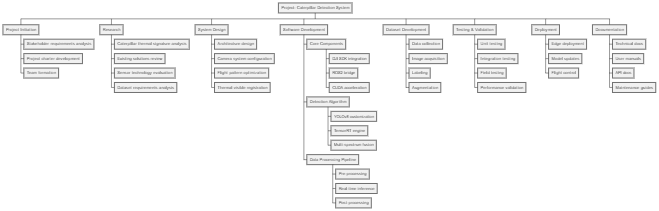 Project: Caterpillar Detection System
Project Initiation
Stakeholder requirements analysis
Project charter development
Team formation
Research
Caterpillar thermal signature analysis
Existing solutions review
Sensor technology evaluation
Dataset requirements analysis
System Design
Architecture design
Camera system configuration
Flight pattern optimization
Thermal-visible registration
Software Development
Core Components
ROS2 bridge
CUDA acceleration
Detection Algorithm
YOLOv8 customization
TensorRT engine
Multi-spectrum fusion
Data Processing Pipeline
Pre-processing
Real-time inference
Post-processing
Dataset Development
Data collection
Image acquisition
Labeling
Augmentation
Testing & Validation
Unit testing
Integration testing
Field testing
Performance validation
Deployment
Edge deployment
Model updates
Flight control
Documentation
Technical docs
User manuals
API docs
Maintenance guides